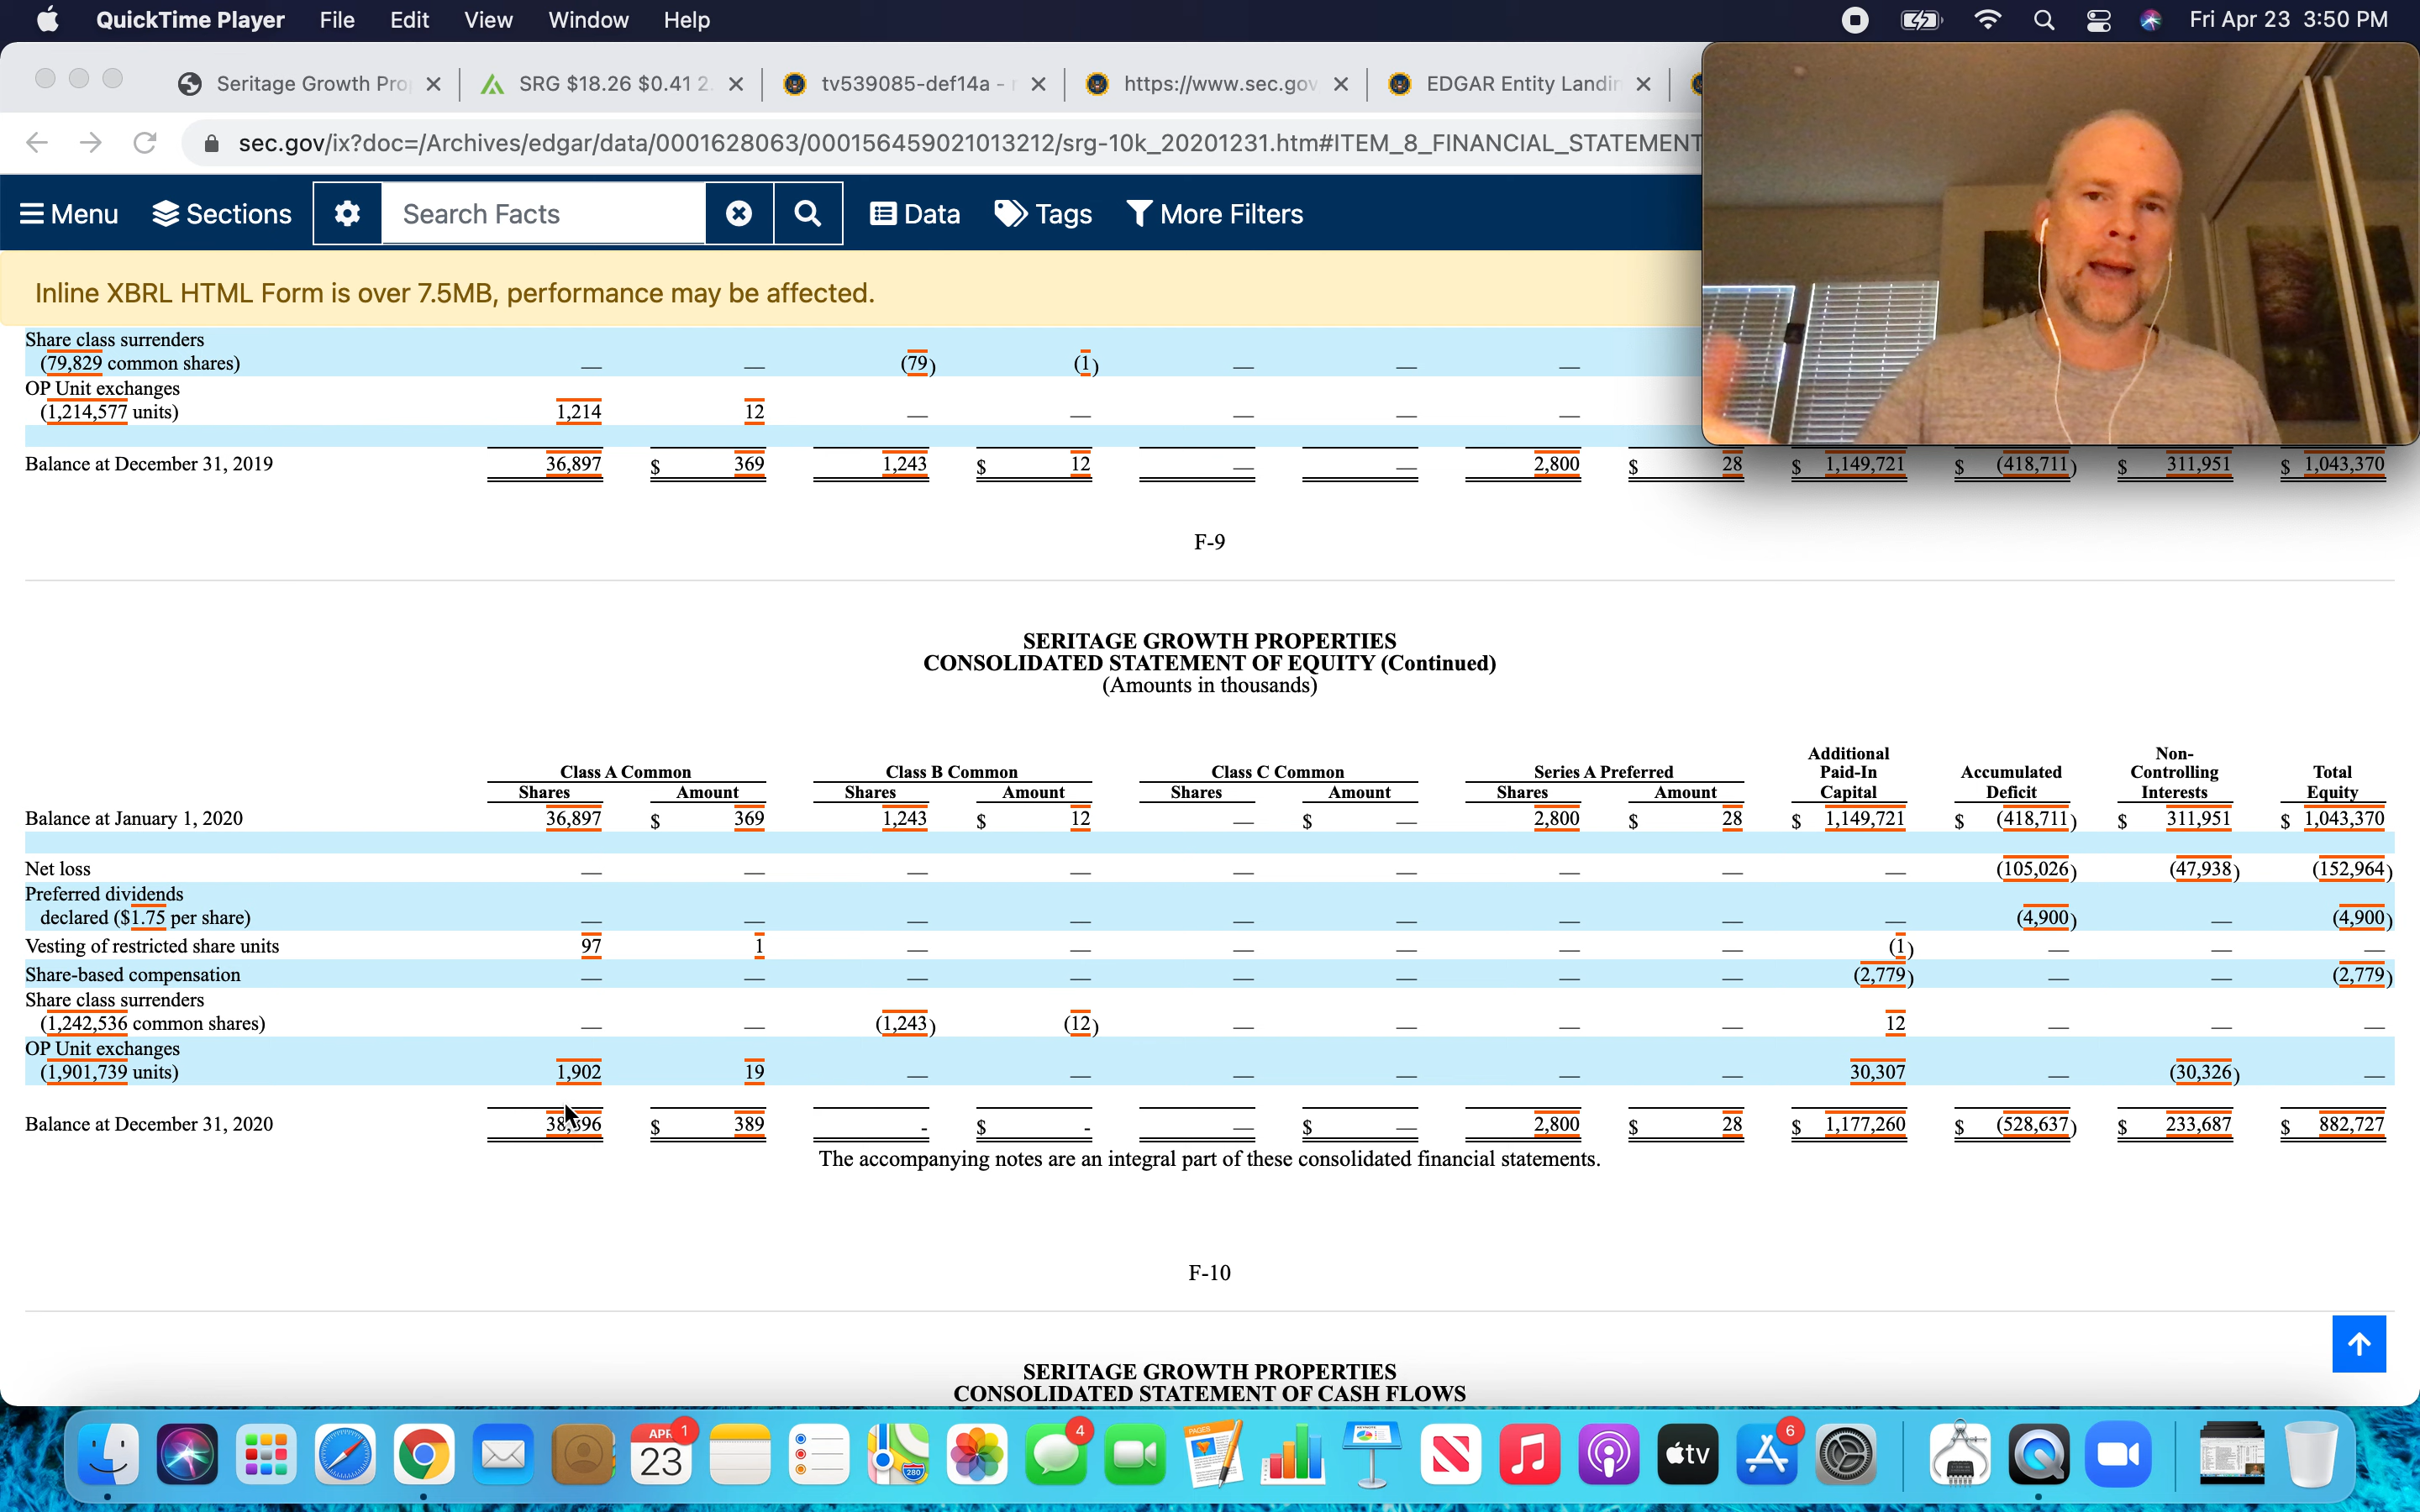 QuickTime Player File Edit View Window Help Fri Apr 23 3:50 PM
Seritage Growth Pro SRG $18.26 $0.41 2. tv539085-def14a - https://www.sec.gov EDGAR Entity Landin
sec.gov/ix?doc=/Archives/edgar/data/0001628063/000156459021013212/srg-10k_20201231.htm#ITEM_8_FINANCIAL_STATEMENT
Menu Sections Search Facts Data Tags More Filters
Inline XBRL HTML Form is over 7.5MB, performance may be affected.
Share class surrenders
(79,829 common shares) — — (79) (1) — — —
OP Unit exchanges
(1,214,577 units) 1,214 12 — — — — —
Balance at December 31, 2019 36,897 $ 369 1,243 $ 12 — — 2,800 $ 28 $ 1,149,721 $ (418,711) $ 311,951 $ 1,043,370
F-9
SERITAGE GROWTH PROPERTIES
CONSOLIDATED STATEMENT OF EQUITY (Continued)
(Amounts in thousands)
Additional Non-
Class A Common Class B Common Class C Common Series A Preferred Paid-In Accumulated Controlling Total
Shares Amount Shares Amount Shares Amount Shares Amount Capital Deficit Interests Equity
Balance at January 1, 2020 36,897 $ 369 1,243 $ 12 — $ — 2,800 $ 28 $ 1,149,721 $ (418,711) $ 311,951 $ 1,043,370
Net loss — — — — — — — — — (105,026) (47,938) (152,964)
Preferred dividends
declared ($1.75 per share) — — — — — — — — — (4,900) — (4,900)
Vesting of restricted share units 97 1 — — — — — — (1) — — —
Share-based compensation — — — — — — — — (2,779) — — (2,779)
Share class surrenders
(1,242,536 common shares) — — (1,243) (12) — — — — 12 — — —
OP Unit exchanges
(1,901,739 units) 1,902 19 — — — — — — 30,307 — (30,326) —
Balance at December 31, 2020 $ 389 - $ - — $ — 2,800 $ 28 $ 1,177,260 $ (528,637) $ 233,687 $ 882,727
The accompanying notes are an integral part of these consolidated financial statements.
F-10
SERITAGE GROWTH PROPERTIES
CONSOLIDATED STATEMENT OF CASH FLOWS
APR 1
23
4
PAGES
280
tv
6